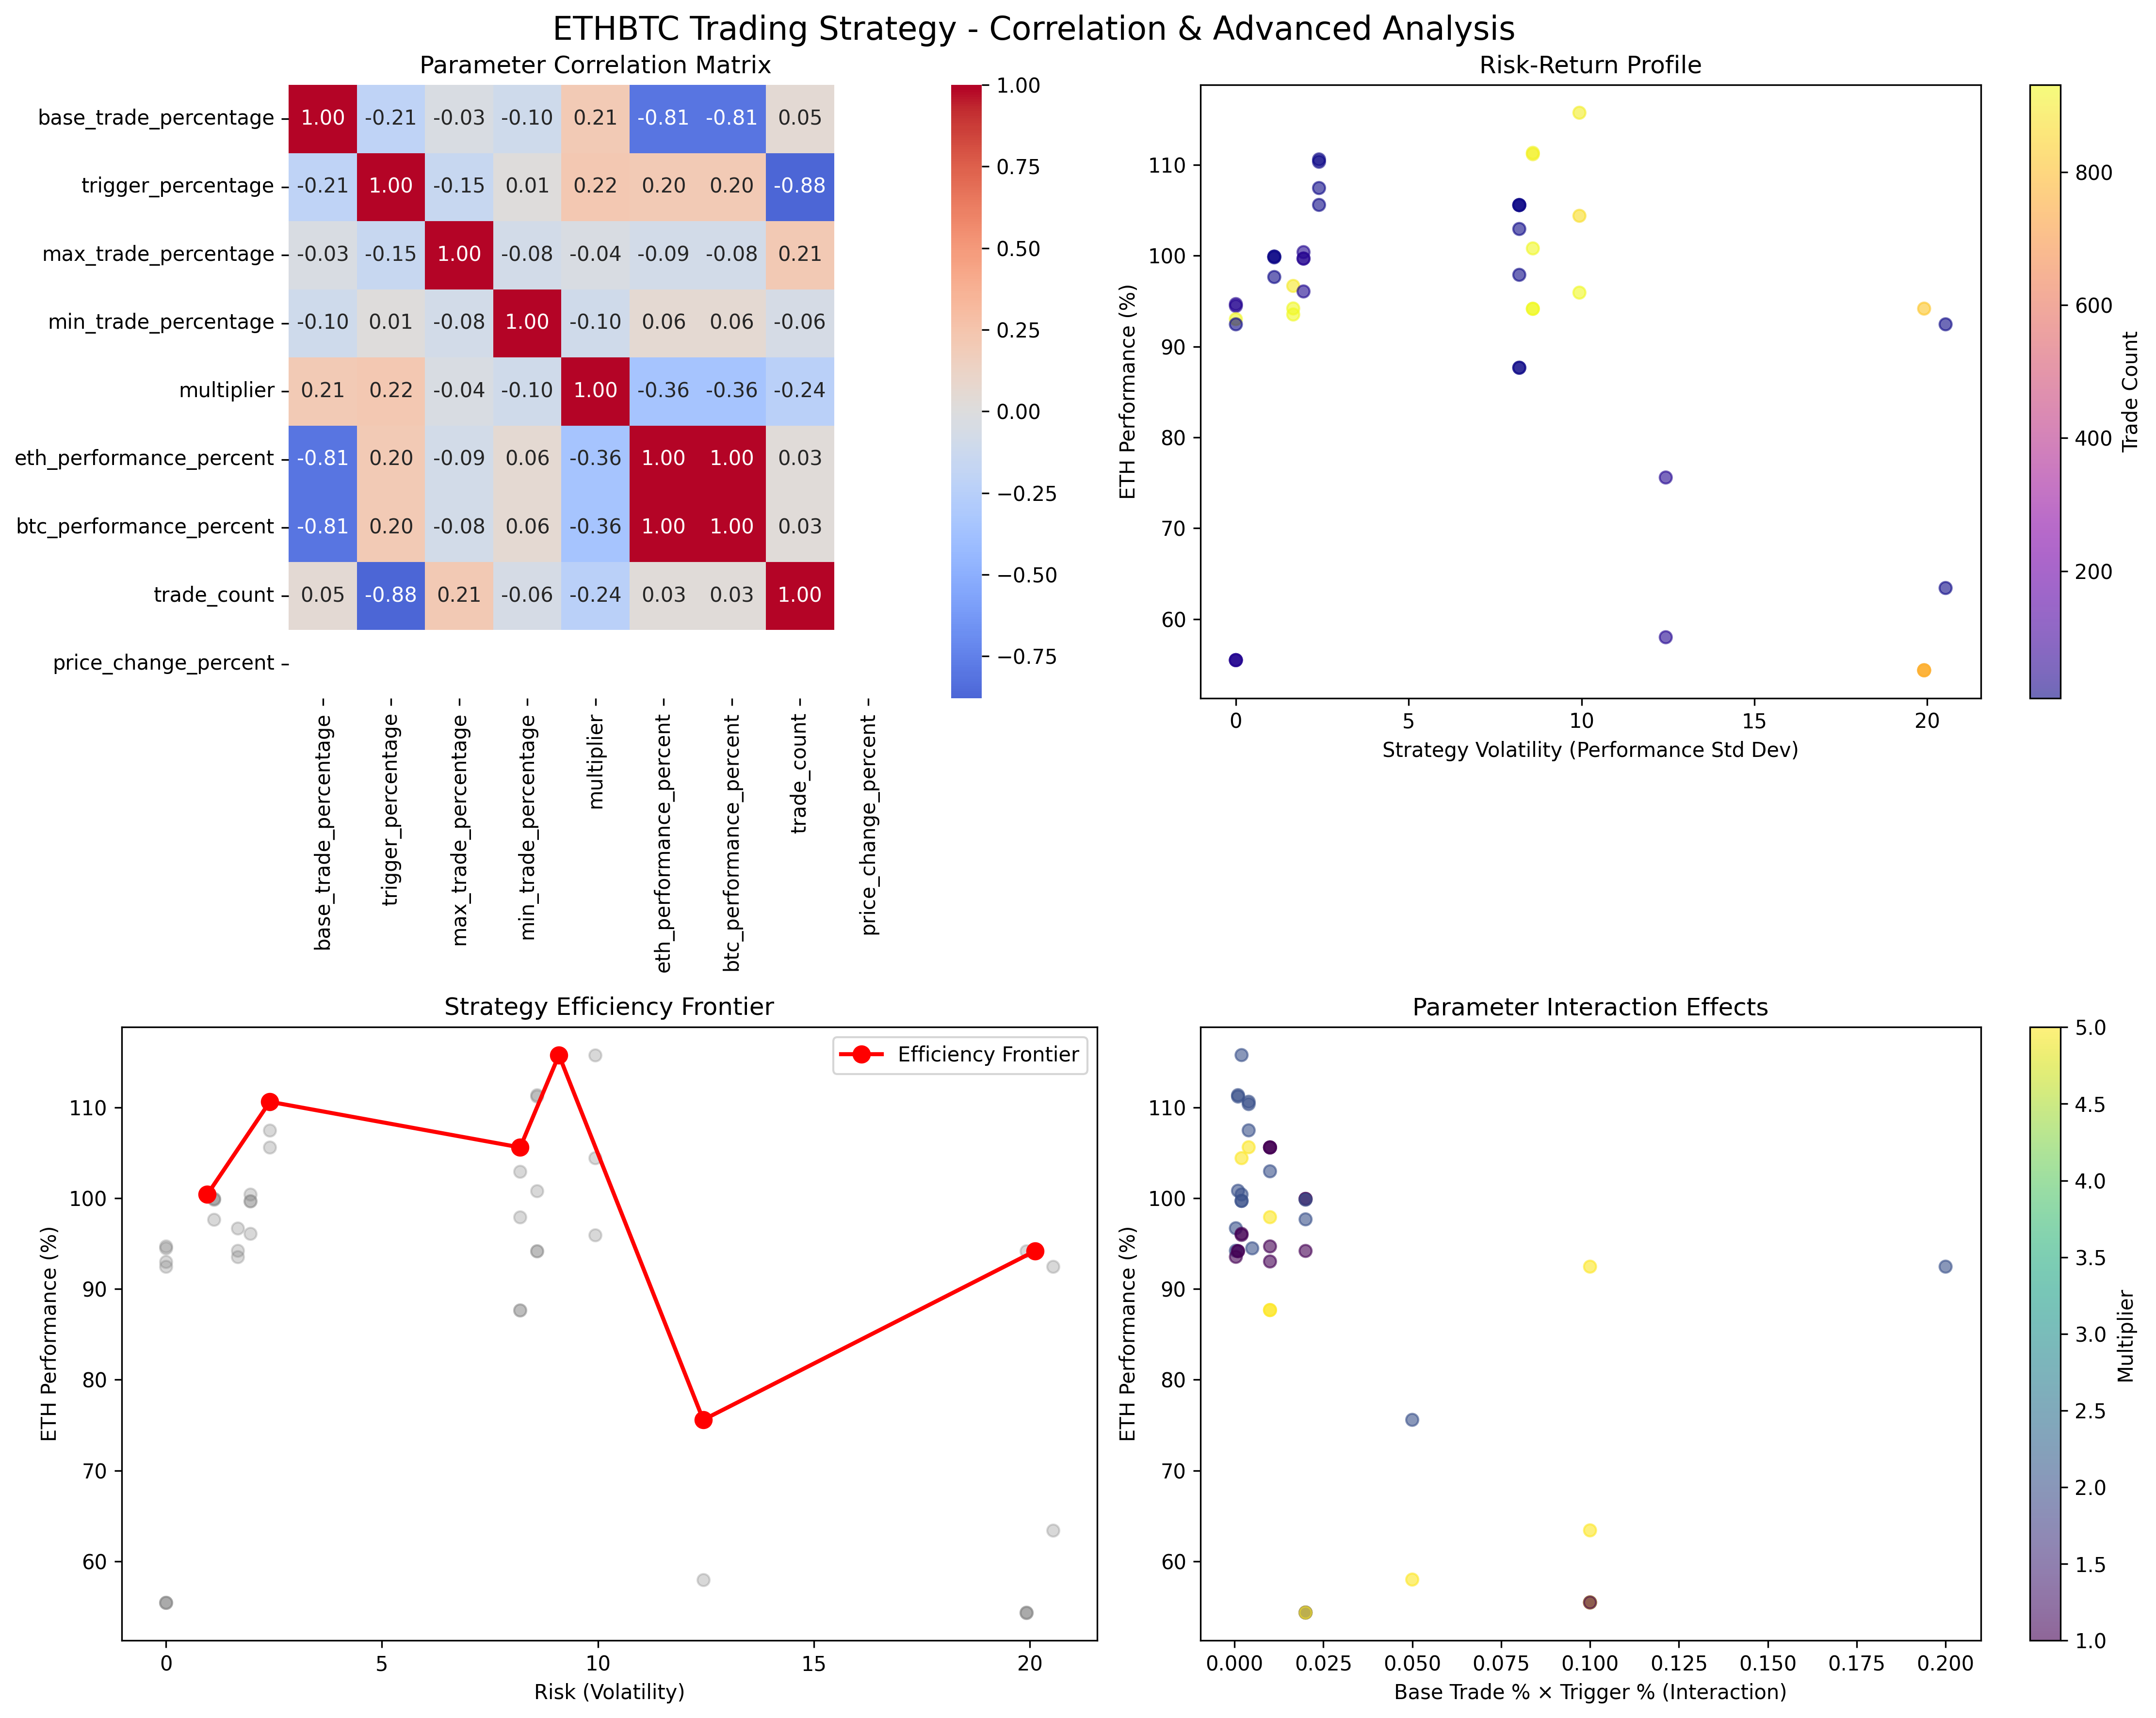 ETHBTC Trading Strategy - Correlation & Advanced Analysis
Parameter Correlation Matrix
base_trade_percentage
trigger_percentage
max_trade_percentage
min_trade_percentage
multiplier
eth_performance_percent
btc_performance_percent
trade_count
price_change_percent
1.00 -0.21 -0.03 -0.10 0.21 -0.81 -0.81 0.05
-0.21 1.00 -0.15 0.01 0.22 0.20 0.20 -0.88
-0.03 -0.15 1.00 -0.08 -0.04 -0.09 -0.08 0.21
-0.10 0.01 -0.08 1.00 -0.10 0.06 0.06 -0.06
0.21 0.22 -0.04 -0.10 1.00 -0.36 -0.36 -0.24
-0.81 0.20 -0.09 0.06 -0.36 1.00 1.00 0.03
-0.81 0.20 -0.08 0.06 -0.36 1.00 1.00 0.03
0.05 -0.88 0.21 -0.06 -0.24 0.03 0.03 1.00
base_trade_percentage
trigger_percentage
max_trade_percentage
min_trade_percentage
multiplier
eth_performance_percent
btc_performance_percent
trade_count
price_change_percent
1.00
0.75
0.50
0.25
0.00
−0.25
−0.50
−0.75
Risk-Return Profile
ETH Performance (%)
110
100
90
80
70
60
0 5 10 15 20
Strategy Volatility (Performance Std Dev)
800
600
400
200
Trade Count
Strategy Efficiency Frontier
Efficiency Frontier
ETH Performance (%)
110
100
90
80
70
60
0 5 10 15 20
Risk (Volatility)
Parameter Interaction Effects
ETH Performance (%)
110
100
90
80
70
60
0.000 0.025 0.050 0.075 0.100 0.125 0.150 0.175 0.200
Base Trade % × Trigger % (Interaction)
5.0
4.5
4.0
3.5
3.0
2.5
2.0
1.5
1.0
Multiplier